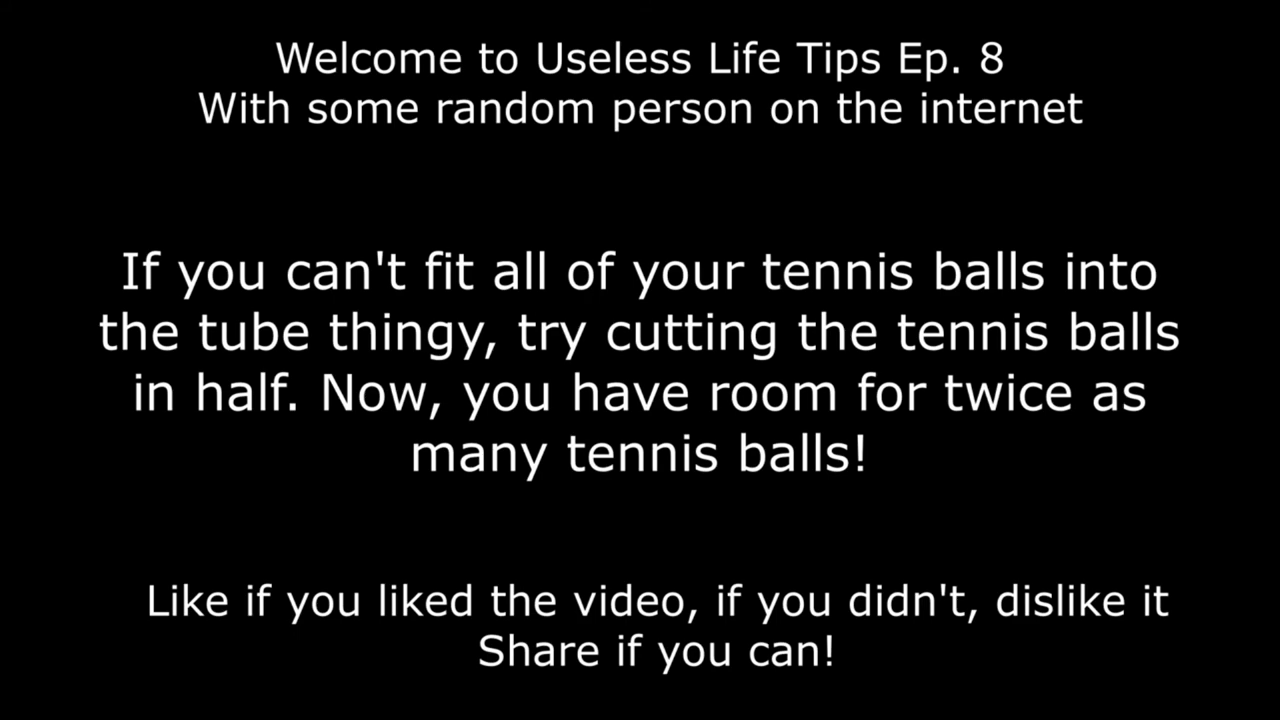 Welcome to Useless Life Tips Ep. 8
With some random person on the internet
If you can't fit all of your tennis balls into
the tube thingy, try cutting the tennis balls
in half. Now, you have room for twice as
many tennis balls!
Like if you liked the video, if you didn't, dislike it
Share if you can!